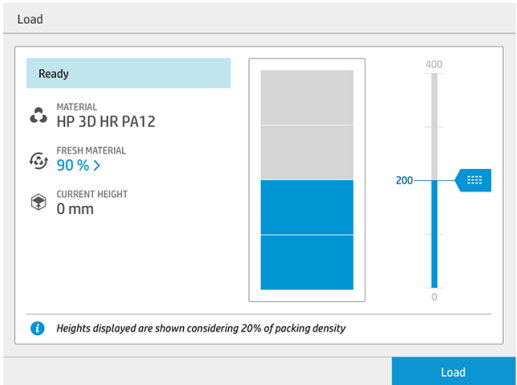 Load
Ready
MATERIAL
HP 3D HR PA12
FRESH MATERIAL
90 % >
CURRENT HEIGHT
0 mm
400
200
0
i Heights displayed are shown considering 20% of packing density
Load